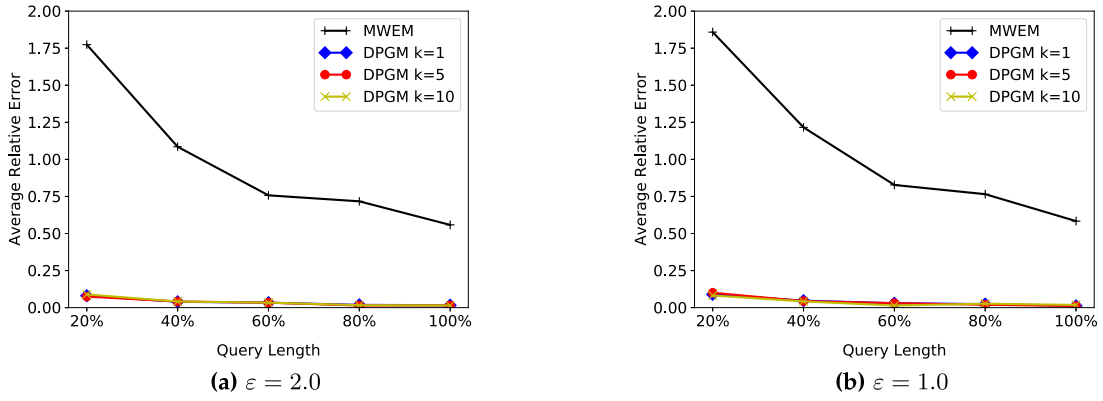 2.00
1.75
1.50
1.25
1.00
0.75
0.50
0.25
0.00
Average Relative Error
MWEM
DPGM k=1
DPGM k=5
DPGM k=10
20% 40% 60% 80% 100%
Query Length
(a) ε = 2.0
2.00
1.75
1.50
1.25
1.00
0.75
0.50
0.25
0.00
Average Relative Error
MWEM
DPGM k=1
DPGM k=5
DPGM k=10
20% 40% 60% 80% 100%
Query Length
(b) ε = 1.0